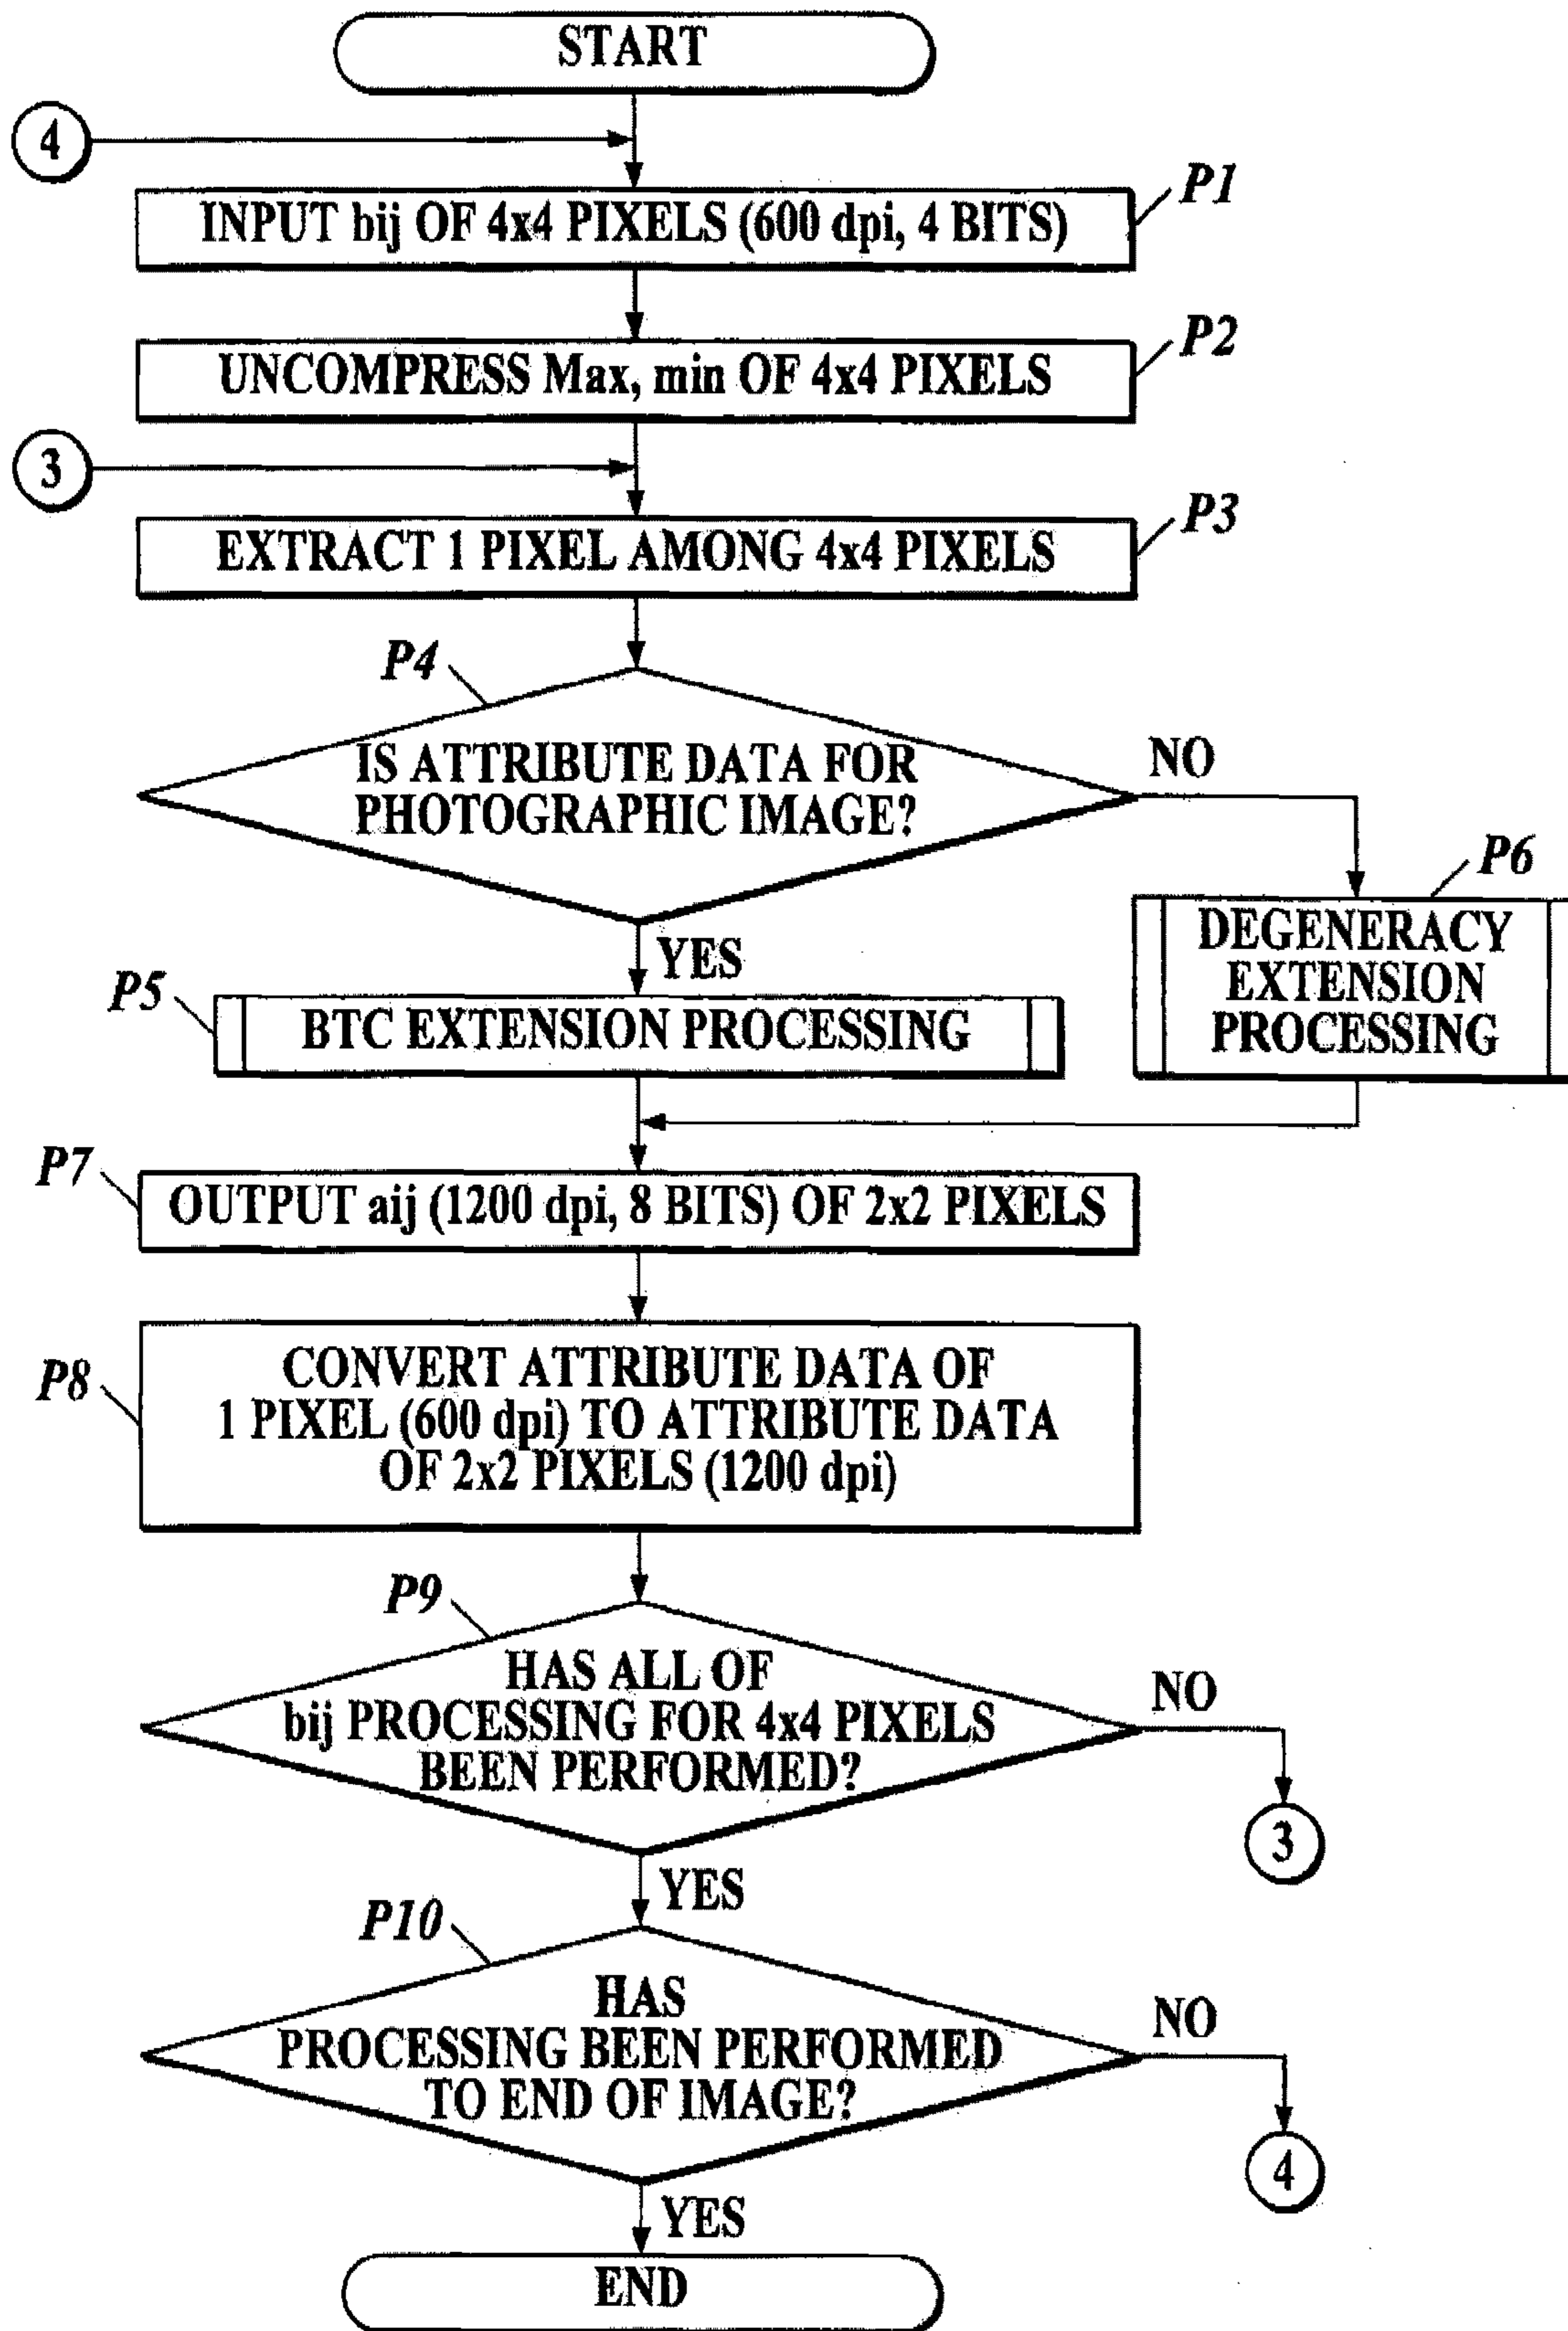 START
4
P1
INPUT bij OF 4x4 PIXELS (600 dpi, 4 BITS)
P2
UNCOMPRESS Max, min OF 4x4 PIXELS
3
P3
EXTRACT 1 PIXEL AMONG 4x4 PIXELS
P4
IS ATTRIBUTE DATA FOR
PHOTOGRAPHIC IMAGE?
NO
YES
P6
DEGENERACY
EXTENSION
PROCESSING
P5
BTC EXTENSION PROCESSING
P7
OUTPUT aij (1200 dpi, 8 BITS) OF 2x2 PIXELS
P8
CONVERT ATTRIBUTE DATA OF
1 PIXEL (600 dpi) TO ATTRIBUTE DATA
OF 2x2 PIXELS (1200 dpi)
P9
HAS ALL OF
bij PROCESSING FOR 4x4 PIXELS
BEEN PERFORMED?
NO
3
YES
P10
HAS
PROCESSING BEEN PERFORMED
TO END OF IMAGE?
NO
4
YES
END